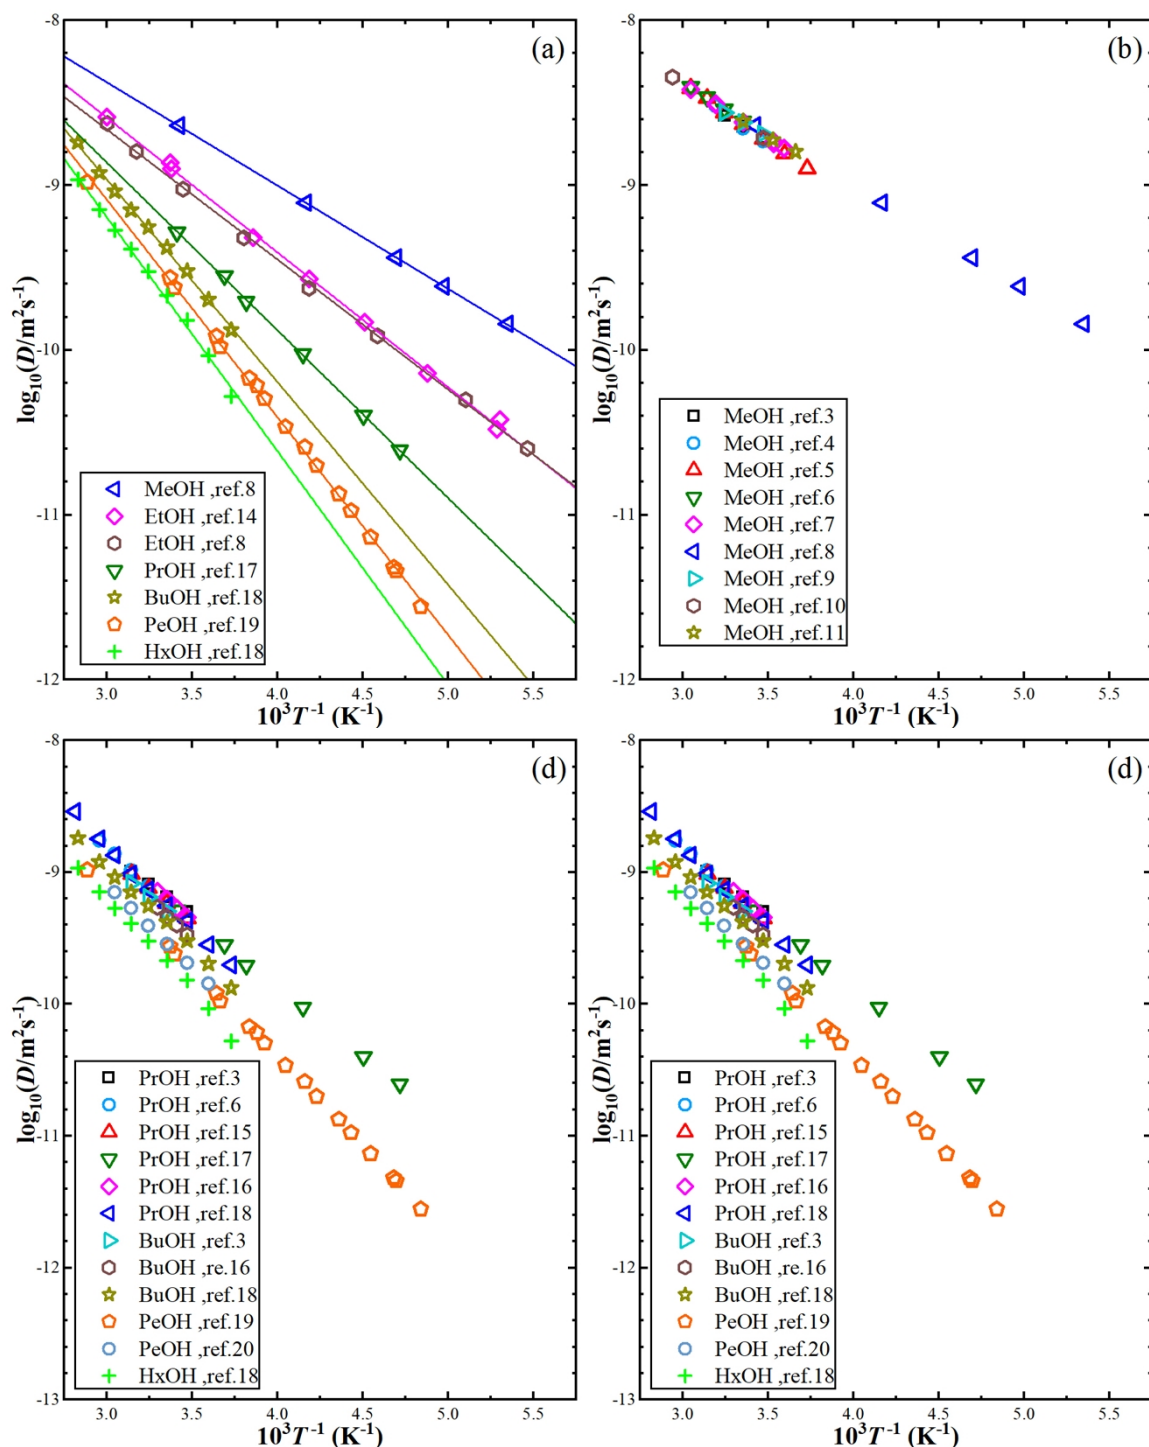 (a)
-8
-9
-10
-11
-12
log₁₀(D/m²s⁻¹)
MeOH ,ref.8
EtOH ,ref.14
EtOH ,ref.8
PrOH ,ref.17
BuOH ,ref.18
PeOH ,ref.19
HxOH ,ref.18
3.0 3.5 4.0 4.5 5.0 5.5
10³T⁻¹ (K⁻¹)
(b)
-8
-9
-10
-11
-12
log₁₀(D/m²s⁻¹)
MeOH ,ref.3
MeOH ,ref.4
MeOH ,ref.5
MeOH ,ref.6
MeOH ,ref.7
MeOH ,ref.8
MeOH ,ref.9
MeOH ,ref.10
MeOH ,ref.11
3.0 3.5 4.0 4.5 5.0 5.5
10³T⁻¹ (K⁻¹)
(d)
-8
-9
-10
-11
-12
-13
log₁₀(D/m²s⁻¹)
PrOH ,ref.3
PrOH ,ref.6
PrOH ,ref.15
PrOH ,ref.17
PrOH ,ref.16
PrOH ,ref.18
BuOH ,ref.3
BuOH ,re.16
BuOH ,ref.18
PeOH ,ref.19
PeOH ,ref.20
HxOH ,ref.18
3.0 3.5 4.0 4.5 5.0 5.5
10³T⁻¹ (K⁻¹)
(d)
-8
-9
-10
-11
-12
-13
log₁₀(D/m²s⁻¹)
PrOH ,ref.3
PrOH ,ref.6
PrOH ,ref.15
PrOH ,ref.17
PrOH ,ref.16
PrOH ,ref.18
BuOH ,ref.3
BuOH ,re.16
BuOH ,ref.18
PeOH ,ref.19
PeOH ,ref.20
HxOH ,ref.18
3.0 3.5 4.0 4.5 5.0 5.5
10³T⁻¹ (K⁻¹)